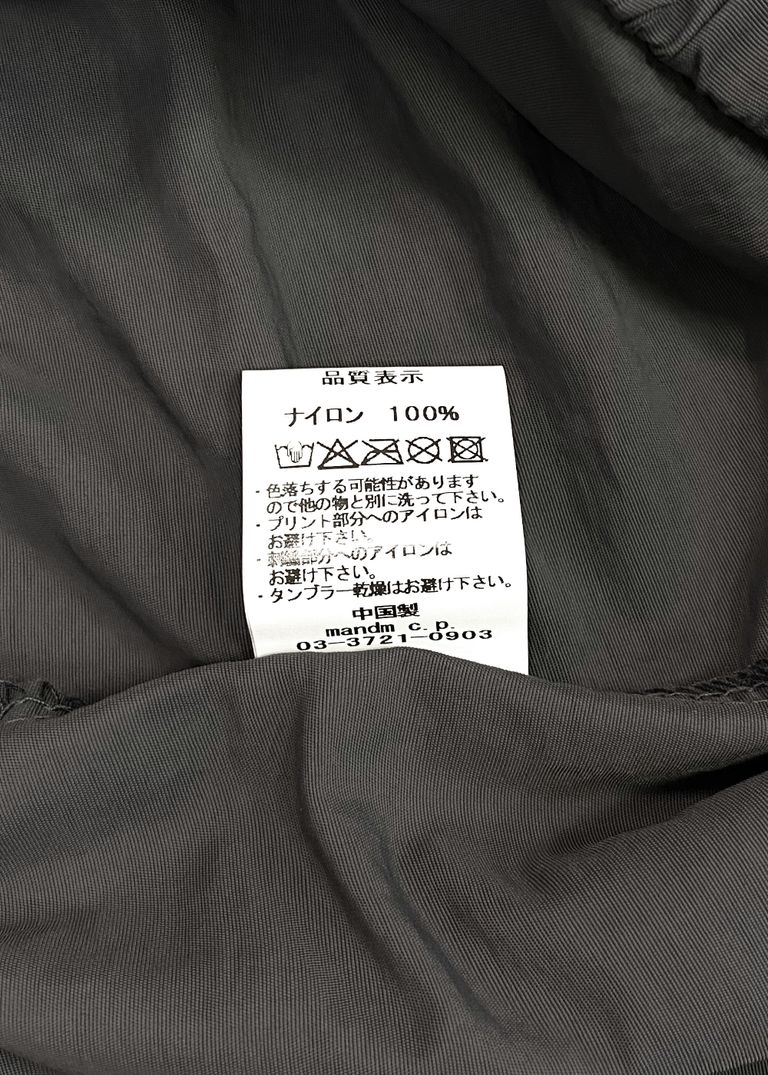 品質表示
ナイロン 100%
・色落ちする可能性があります
ので他の物と別に洗って下さい。
・プリント部分へのアイロンは
お避け下さい。
・刺繍部分へのアイロンは
お避け下さい。
・タンブラー乾燥はお避け下さい。
中国製
mandm c.p.
03-3721-0903